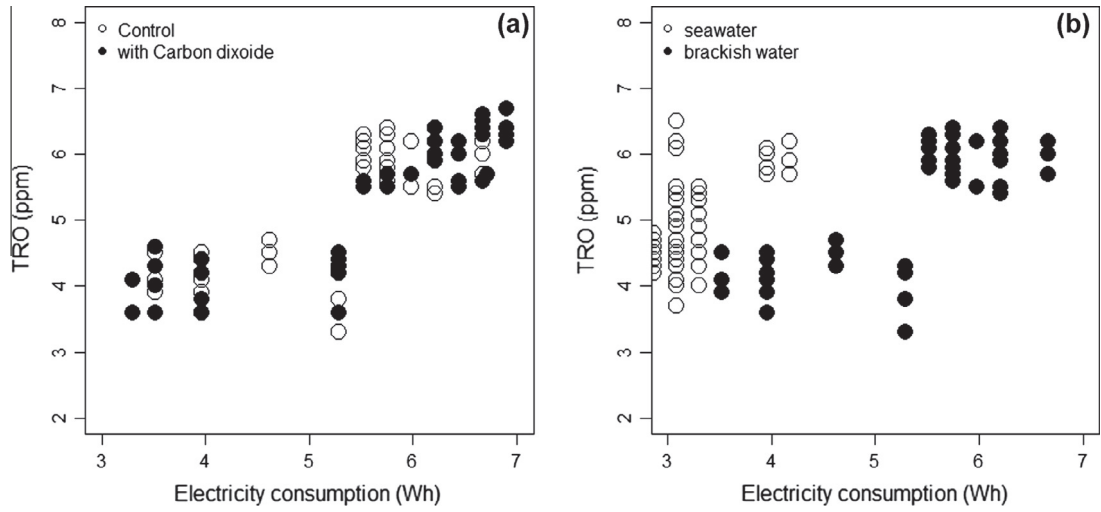 (a)
Control
with Carbon dixoide
8
7
6
5
4
3
2
TRO (ppm)
3 4 5 6 7
Electricity consumption (Wh)
(b)
seawater
brackish water
8
7
6
5
4
3
2
TRO (ppm)
3 4 5 6 7
Electricity consumption (Wh)